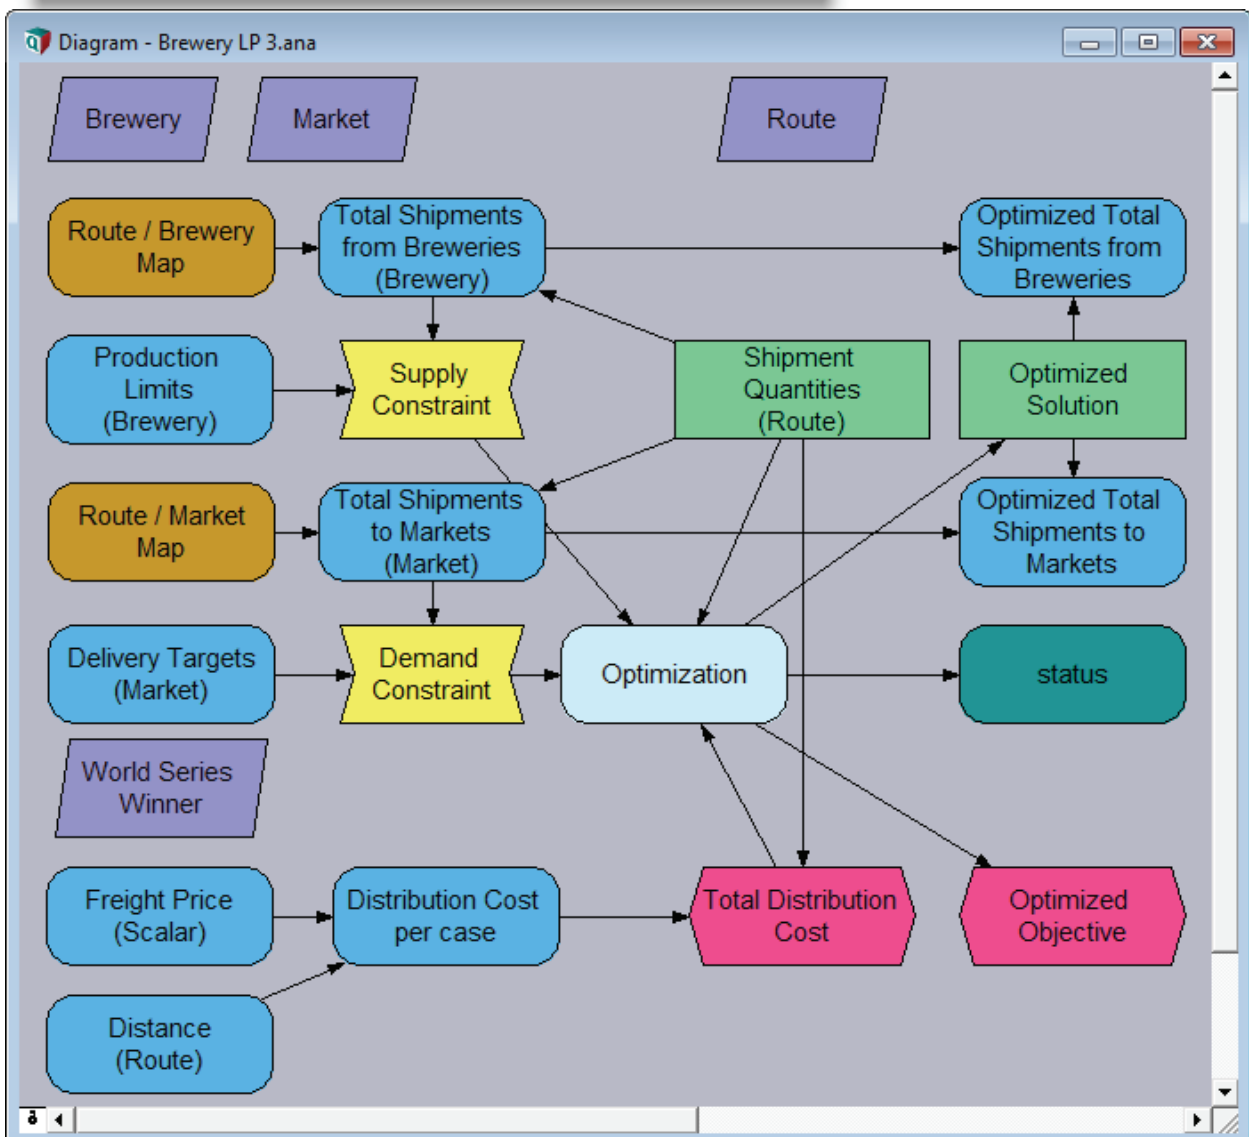 Diagram - Brewery LP 3.ana
Brewery
Market
Route
Route / Brewery
Map
Total Shipments
from Breweries
(Brewery)
Optimized Total
Shipments from
Breweries
Production
Limits
(Brewery)
Supply
Constraint
Shipment
Quantities
(Route)
Optimized
Solution
Route / Market
Map
Total Shipments
to Markets
(Market)
Optimized Total
Shipments to
Markets
Delivery Targets
(Market)
Demand
Constraint
Optimization
status
World Series
Winner
Freight Price
(Scalar)
Distribution Cost
per case
Total Distribution
Cost
Optimized
Objective
Distance
(Route)